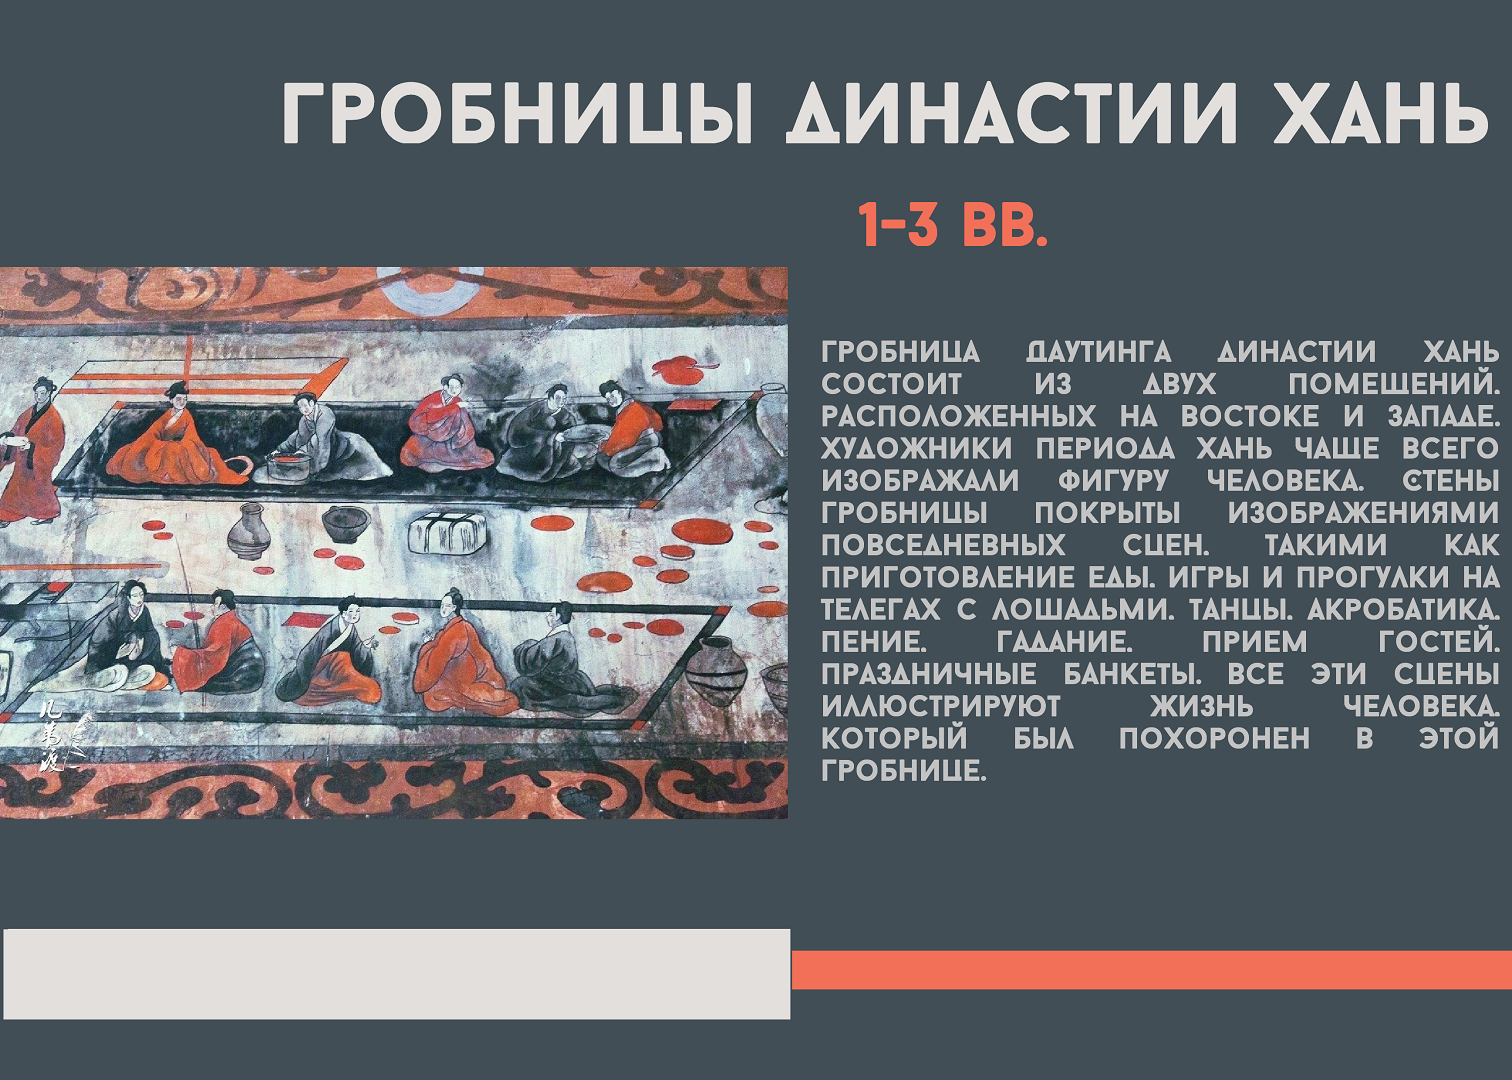 ГРОБНИЦЫ ДИНАСТИИ ХАНЬ
1-3 ВВ.
ГРОБНИЦА ДАУТИНГА ДИНАСТИИ ХАНЬ
СОСТОИТ ИЗ ДВУХ ПОМЕЩЕНИЙ.
РАСПОЛОЖЕННЫХ НА ВОСТОКЕ И ЗАПАДЕ.
ХУДОЖНИКИ ПЕРИОДА ХАНЬ ЧАЩЕ ВСЕГО
ИЗОБРАЖАЛИ ФИГУРУ ЧЕЛОВЕКА. СТЕНЫ
ГРОБНИЦЫ ПОКРЫТЫ ИЗОБРАЖЕНИЯМИ
ПОВСЕДНЕВНЫХ СЦЕН. ТАКИМИ КАК
ПРИГОТОВЛЕНИЕ ЕДЫ. ИГРЫ И ПРОГУЛКИ НА
ТЕЛЕГАХ С ЛОШАДЬМИ. ТАНЦЫ. АКРОБАТИКА.
ПЕНИЕ. ГАДАНИЕ. ПРИЕМ ГОСТЕЙ.
ПРАЗДНИЧНЫЕ БАНКЕТЫ. ВСЕ ЭТИ СЦЕНЫ
ИЛЛЮСТРИРУЮТ ЖИЗНЬ ЧЕЛОВЕКА.
КОТОРЫЙ БЫЛ ПОХОРОНЕН В ЭТОЙ
ГРОБНИЦЕ.